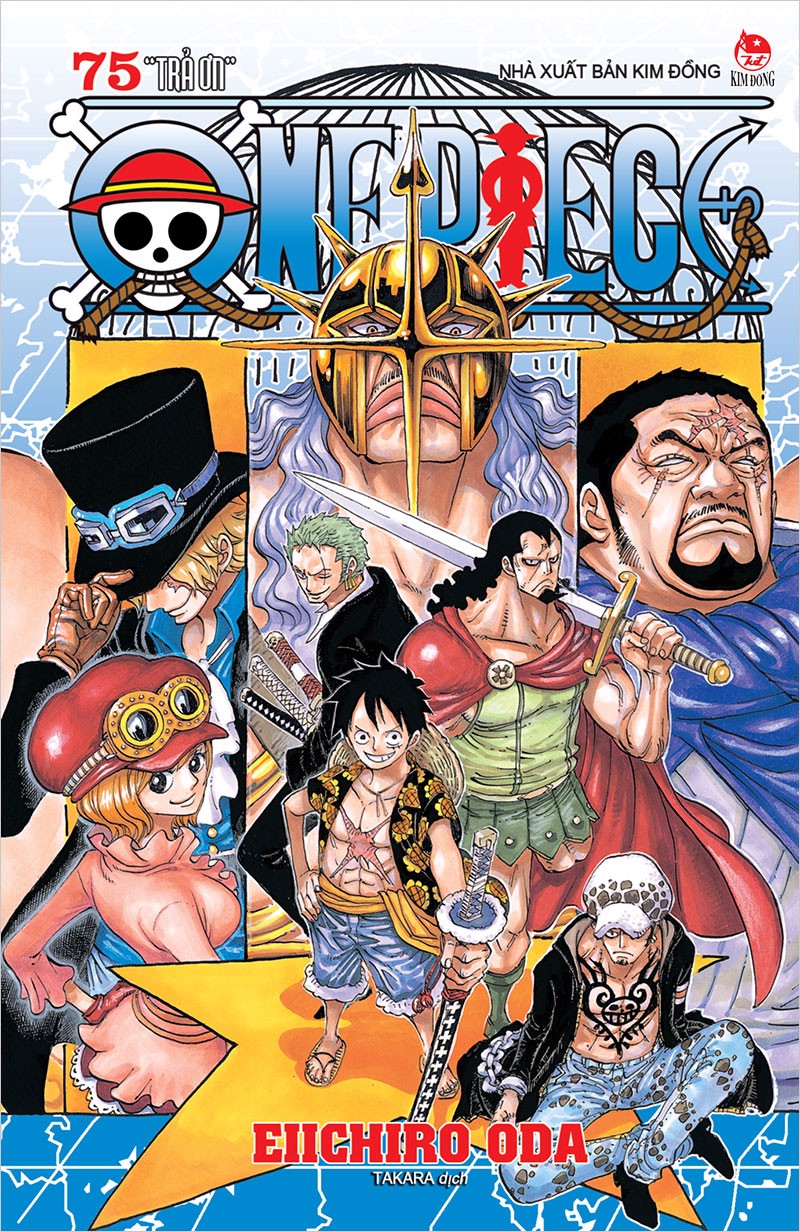 75 "TRẢ ƠN"
NHÀ XUẤT BẢN KIM ĐỒNG
KIM ĐỒNG
ONE PIECE
EIICHIRO ODA
TAKARA dịch